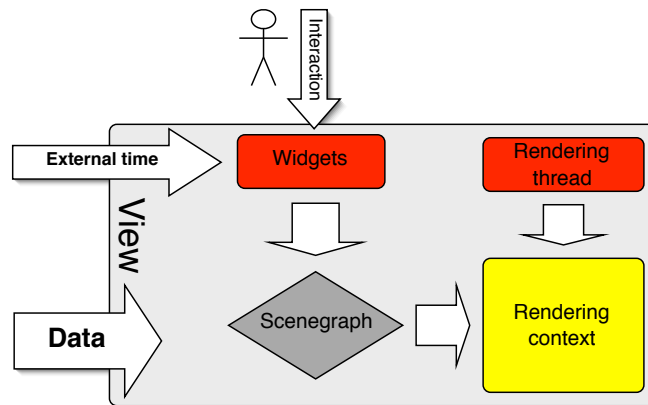 Interaction
External time
Widgets
Rendering
thread
View
Data
Scenegraph
Rendering
context